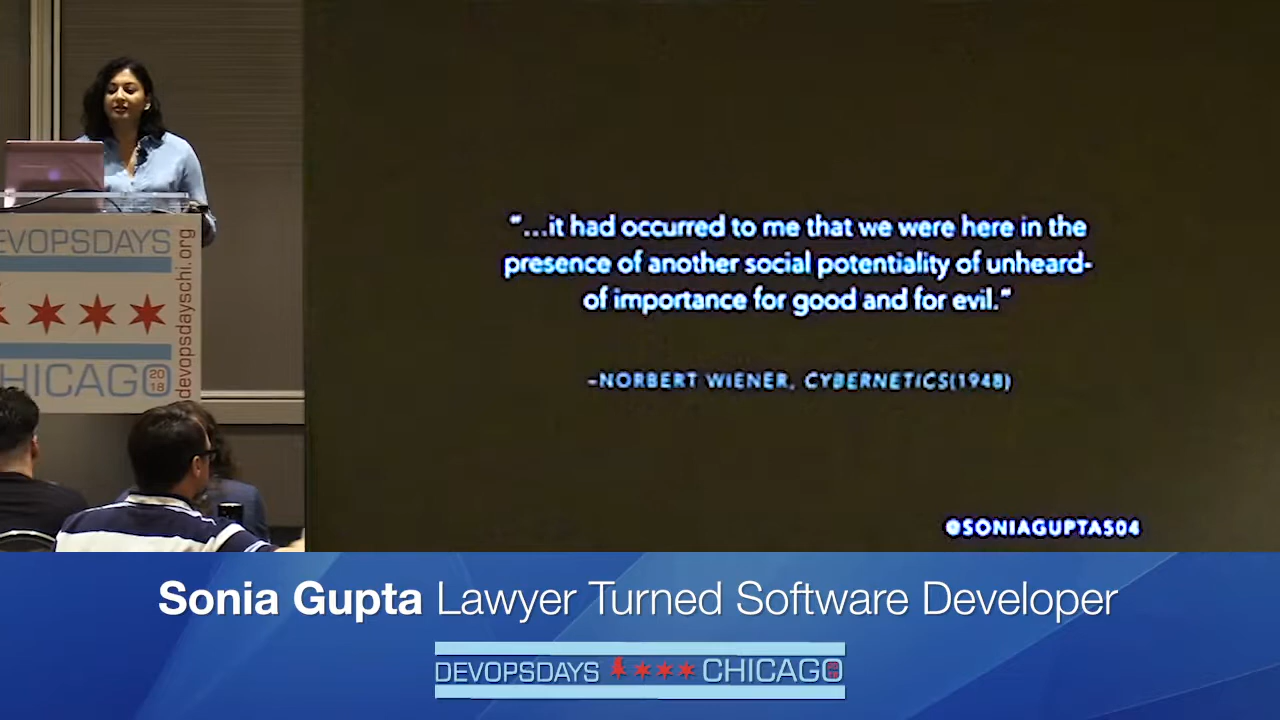 EVOPSDAYS
devopsdayschi.org
HICAGO
20
18
“...it had occurred to me that we were here in the
presence of another social potentiality of unheard-
of importance for good and for evil.”
–NORBERT WIENER, CYBERNETICS(1948)
@SONIAGUPTA504
Sonia Gupta Lawyer Turned Software Developer
DEVOPSDAYS CHICAGO